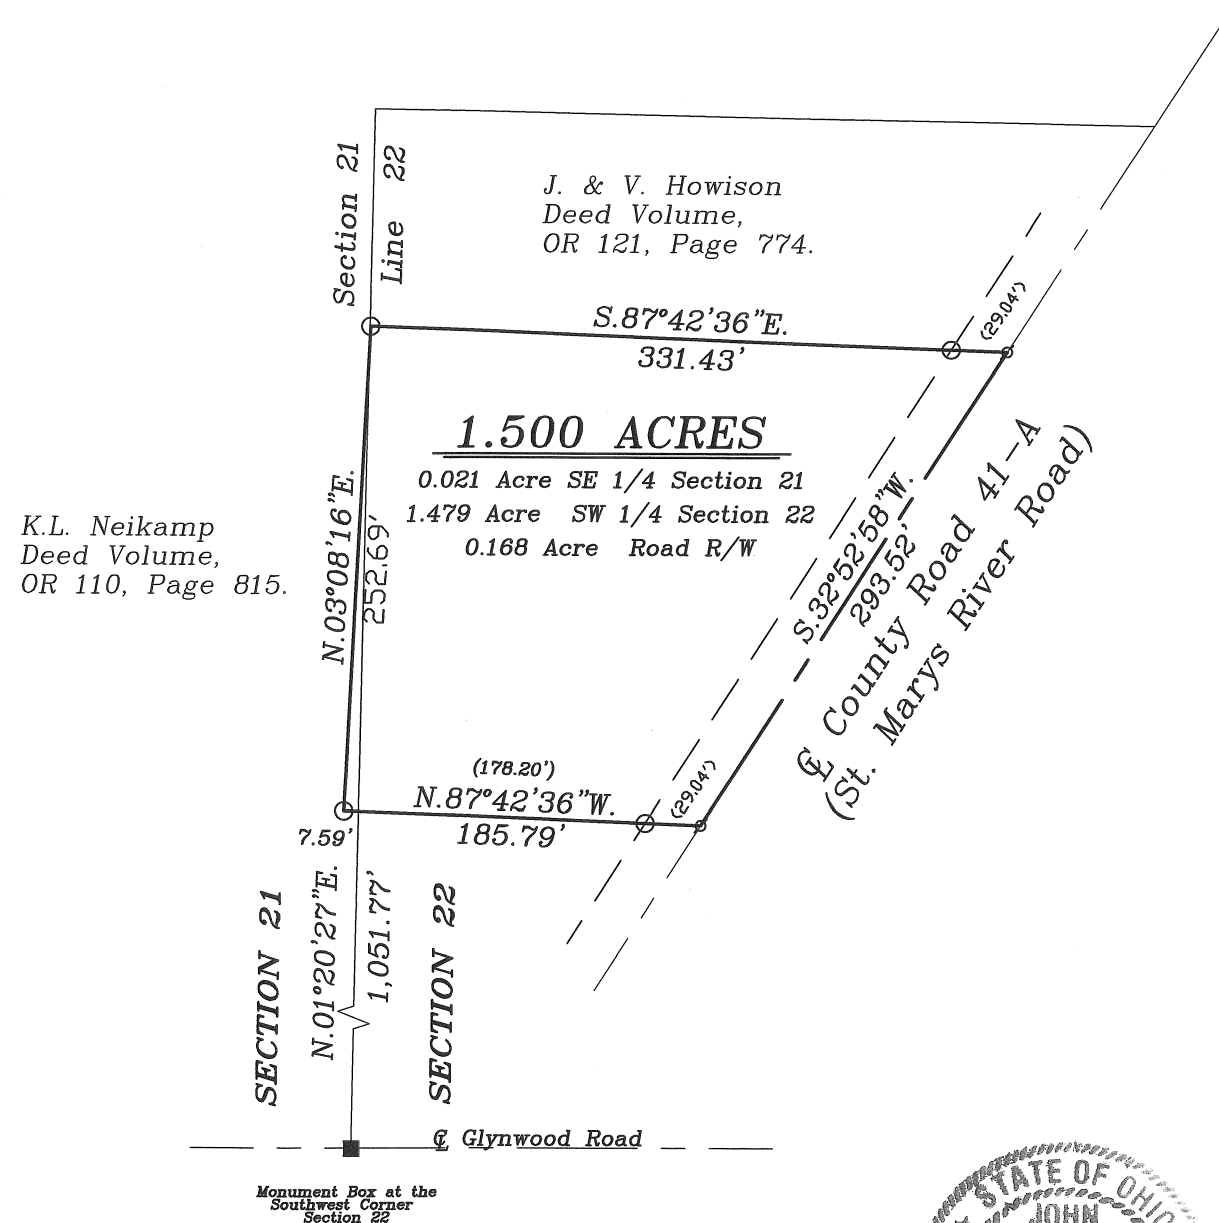 Section 21
Line 22
J. & V. Howison
Deed Volume,
OR 121, Page 774.
(29.04')
S.87°42'36"E.
331.43'
1.500 ACRES
0.021 Acre SE 1/4 Section 21
1.479 Acre SW 1/4 Section 22
0.168 Acre Road R/W
K.L. Neikamp
Deed Volume,
OR 110, Page 815.
N.03°08'16"E.
252.69'
S.32°52'58"W.
293.52'
℄ County Road 41-A
(St. Marys River Road)
(178.20')
N.87°42'36"W.
185.79'
(29.04')
7.59'
N.01°20'27"E.
1,051.77'
SECTION 21
SECTION 22
℄ Glynwood Road
Monument Box at the
Southwest Corner
Section 22
STATE OF OHIO
JOHN